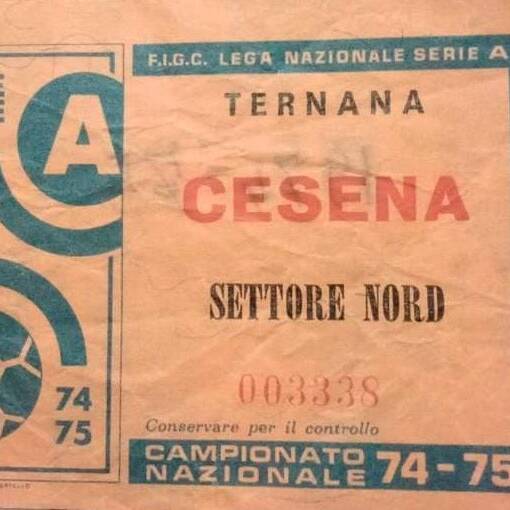 F.I.G.C. LEGA NAZIONALE SERIE A
A
TERNANA
CESENA
SETTORE NORD
003338
74
75
Conservare per il controllo
CAMPIONATO
NAZIONALE 74-75